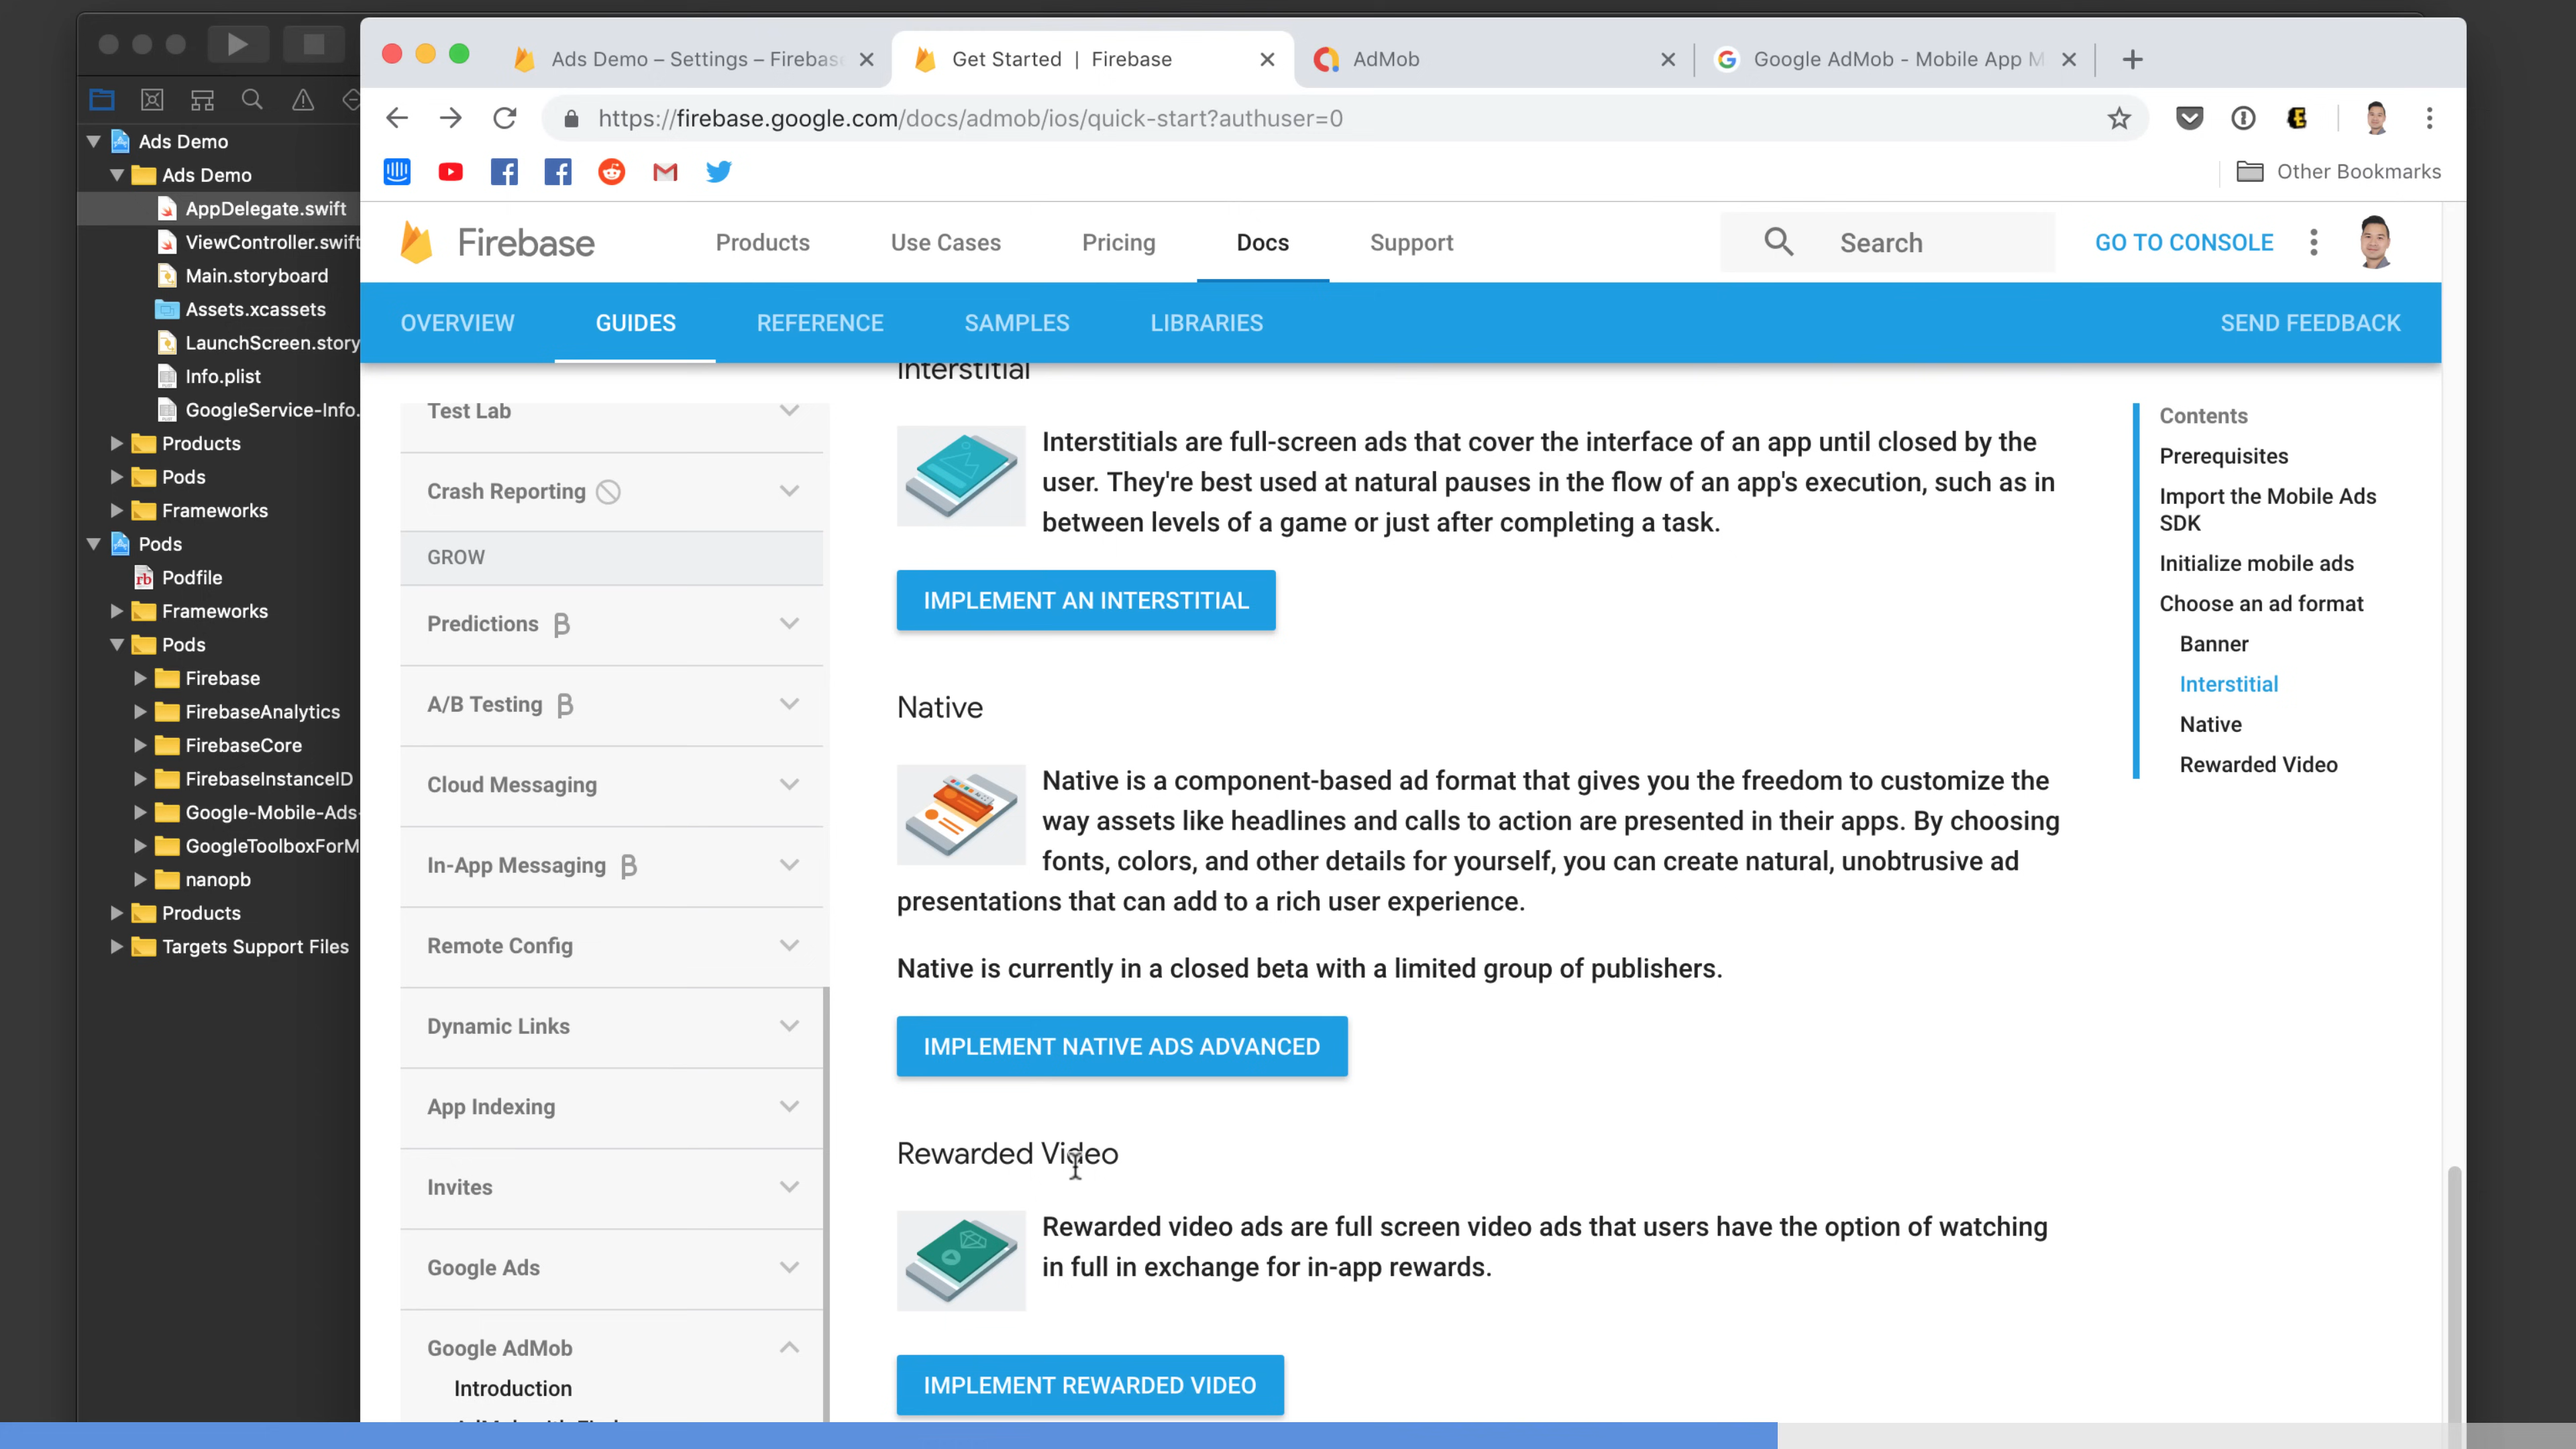 Ads Demo – Settings – Firebase
Get Started | Firebase
AdMob
Google AdMob - Mobile App M
https://firebase.google.com/docs/admob/ios/quick-start?authuser=0
Other Bookmarks
Ads Demo
Ads Demo
AppDelegate.swift
ViewController.swift
Main.storyboard
Assets.xcassets
LaunchScreen.story
Info.plist
GoogleService-Info.
Products
Pods
Frameworks
Pods
Podfile
Frameworks
Pods
Firebase
FirebaseAnalytics
FirebaseCore
FirebaseInstanceID
Google-Mobile-Ads-
GoogleToolboxForM
nanopb
Products
Targets Support Files
Firebase
Products
Use Cases
Pricing
Docs
Support
Search
GO TO CONSOLE
OVERVIEW
GUIDES
REFERENCE
SAMPLES
LIBRARIES
SEND FEEDBACK
Test Lab
Crash Reporting
GROW
Predictions β
A/B Testing β
Cloud Messaging
In-App Messaging β
Remote Config
Dynamic Links
App Indexing
Invites
Google Ads
Google AdMob
Introduction
Interstitial
Interstitials are full-screen ads that cover the interface of an app until closed by the
user. They're best used at natural pauses in the flow of an app's execution, such as in
between levels of a game or just after completing a task.
IMPLEMENT AN INTERSTITIAL
Native
Native is a component-based ad format that gives you the freedom to customize the
way assets like headlines and calls to action are presented in their apps. By choosing
fonts, colors, and other details for yourself, you can create natural, unobtrusive ad
presentations that can add to a rich user experience.
Native is currently in a closed beta with a limited group of publishers.
IMPLEMENT NATIVE ADS ADVANCED
Rewarded Video
Rewarded video ads are full screen video ads that users have the option of watching
in full in exchange for in-app rewards.
IMPLEMENT REWARDED VIDEO
Contents
Prerequisites
Import the Mobile Ads
SDK
Initialize mobile ads
Choose an ad format
Banner
Interstitial
Native
Rewarded Video